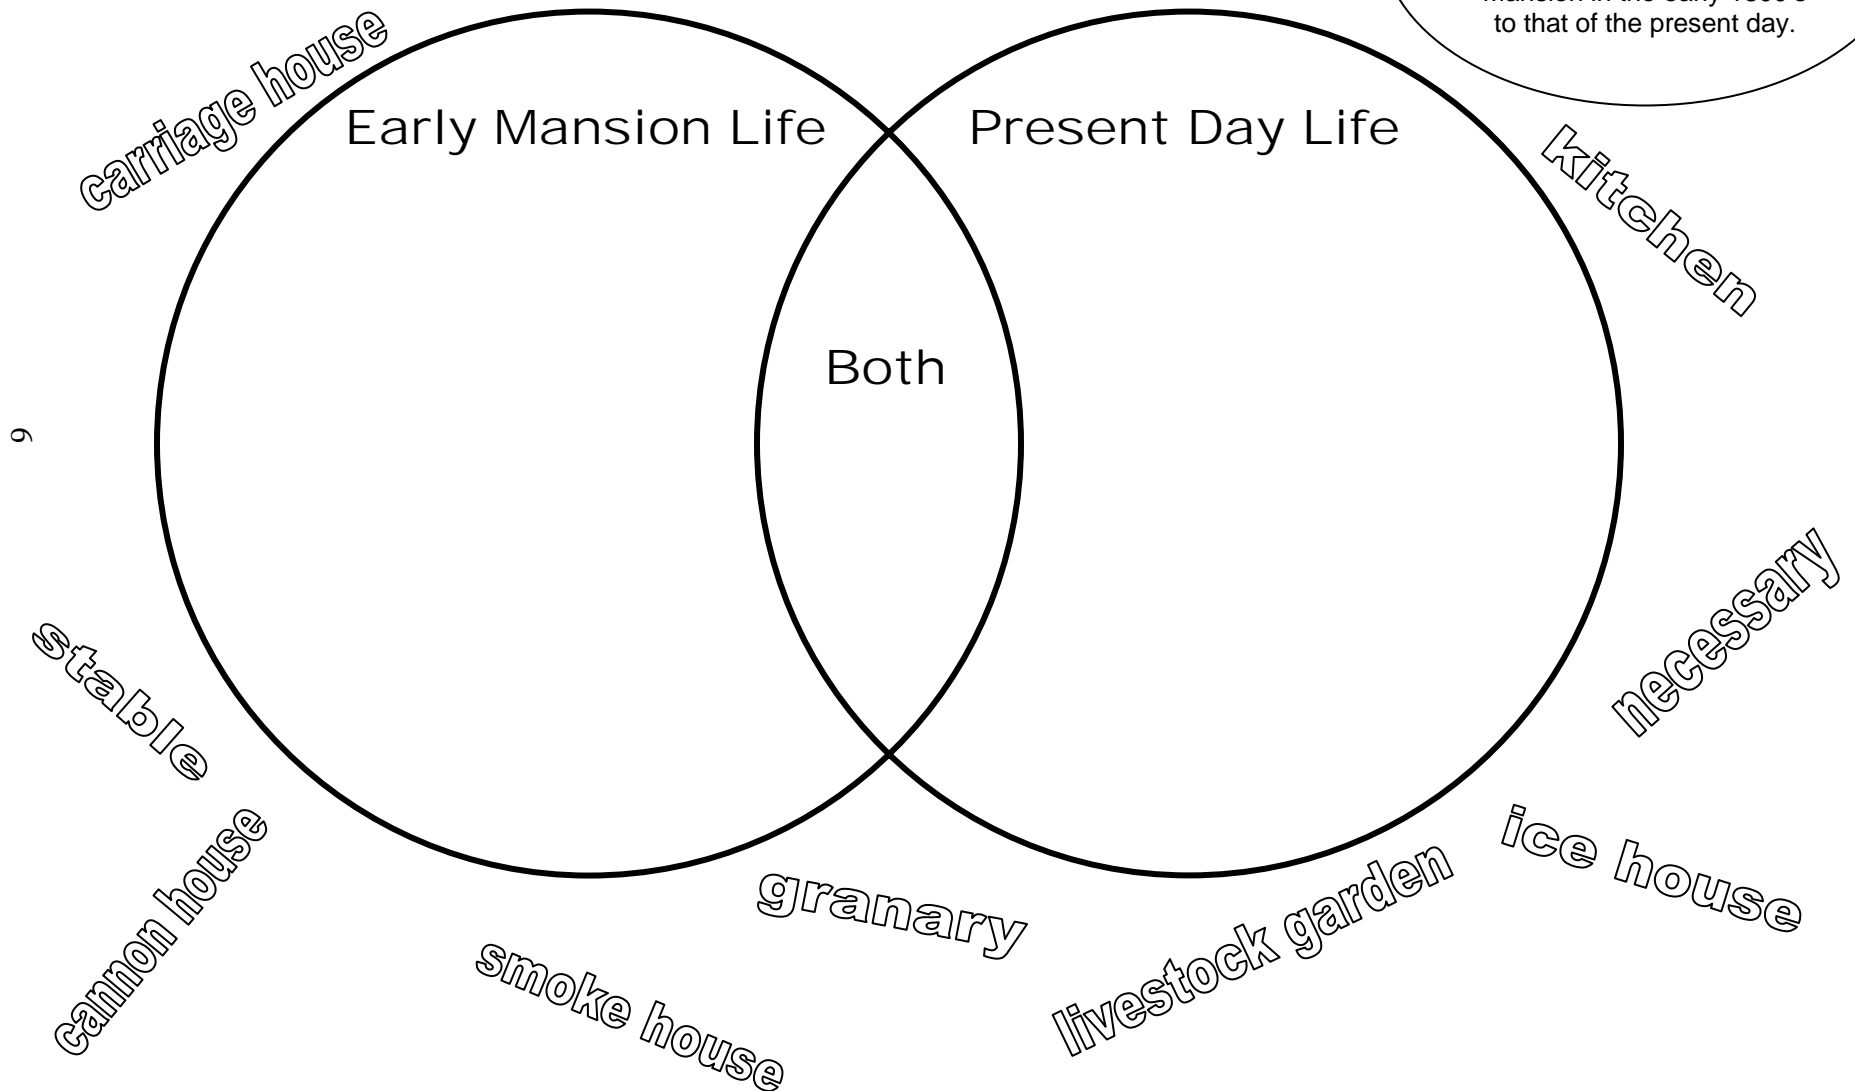 to that of the present day.
carriage house
Early Mansion Life
Present Day Life
kitchen
Both
6
necessary
stable
cannon house
ice house
granary
livestock garden
smoke house